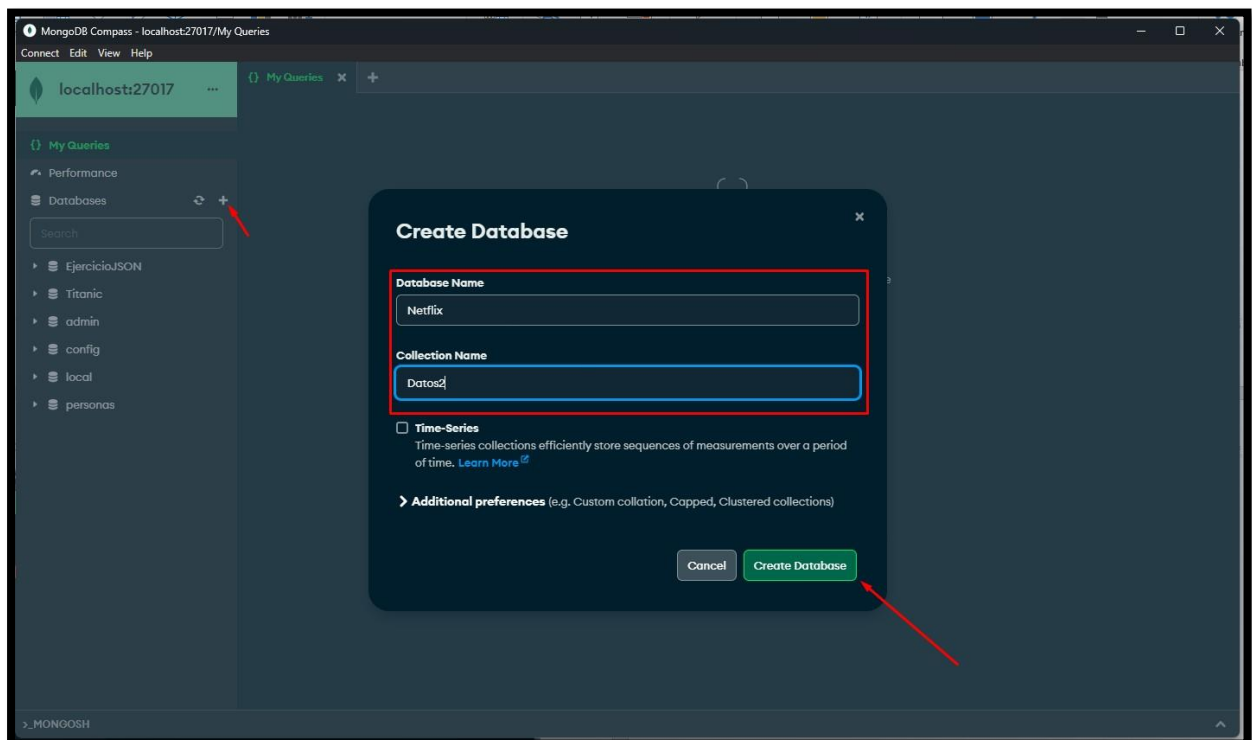 MongoDB Compass - localhost:27017/My Queries
Connect Edit View Help
localhost:27017 ...
{} My Queries
{} My Queries
Performance
Databases
Search
EjercicioJSON
Titanic
admin
config
local
personas
Create Database
Database Name
Netflix
Collection Name
Datos2
Time-Series
Time-series collections efficiently store sequences of measurements over a period
of time. Learn More
Additional preferences (e.g. Custom collation, Capped, Clustered collections)
Cancel Create Database
>_MONGOSH